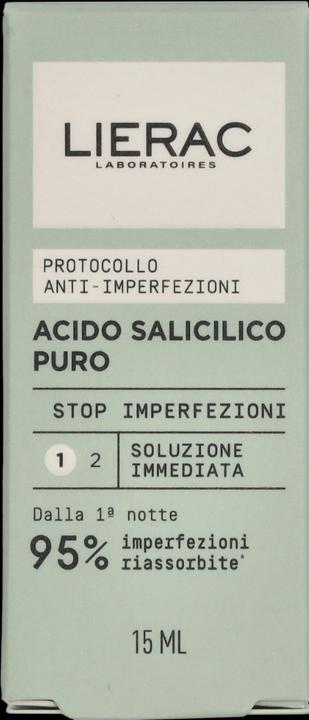 LIERAC
LABORATOIRES
PROTOCOLLO
ANTI-IMPERFEZIONI
ACIDO SALICILICO
PURO
STOP IMPERFEZIONI
1 2
SOLUZIONE
IMMEDIATA
Dalla 1ª notte
95%
imperfezioni
riassorbite*
15 ML